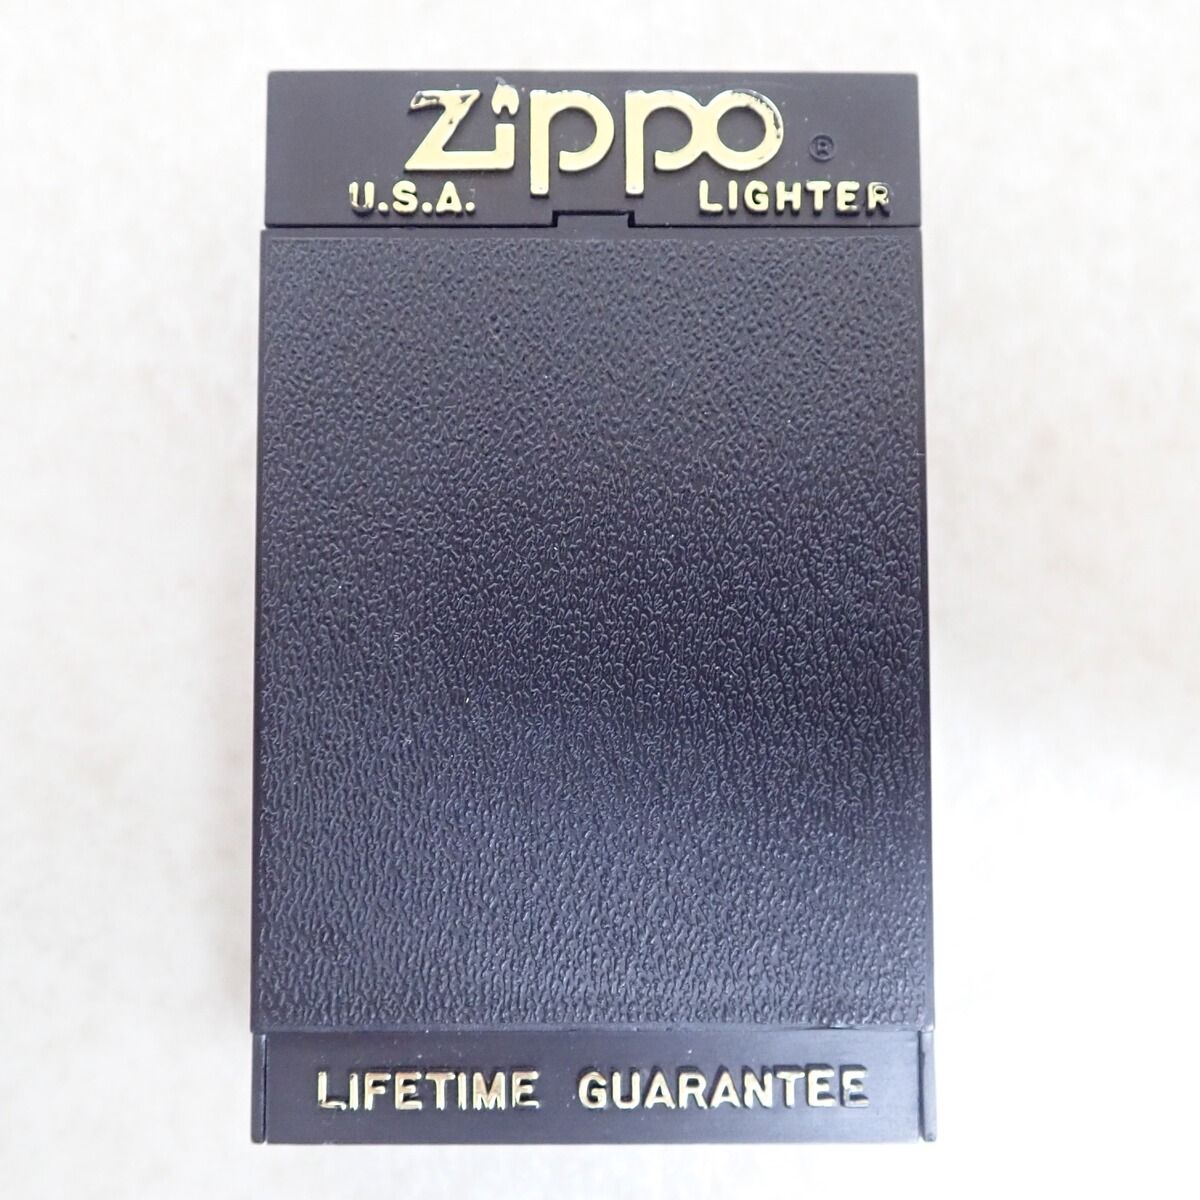 Zippo ®
U.S.A. LIGHTER
LIFETIME GUARANTEE